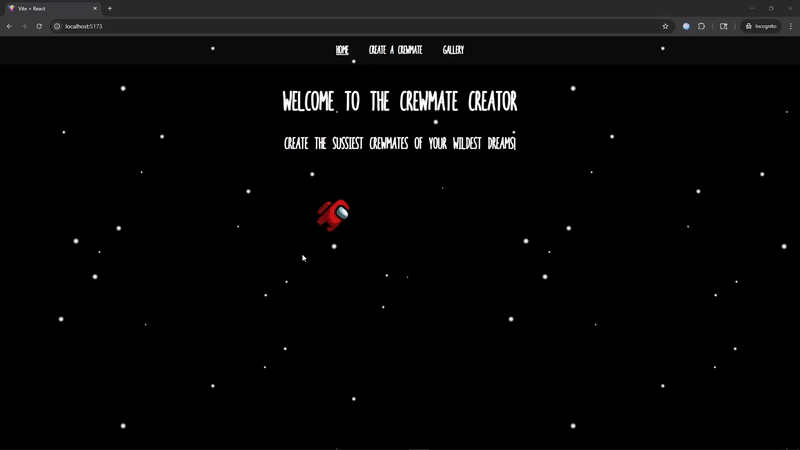 Vite + React
localhost:5173
Incognito
HOME CREATE A CREWMATE GALLERY
WELCOME TO THE CREWMATE CREATOR
CREATE THE SUSSIEST CREWMATES OF YOUR WILDEST DREAMS!